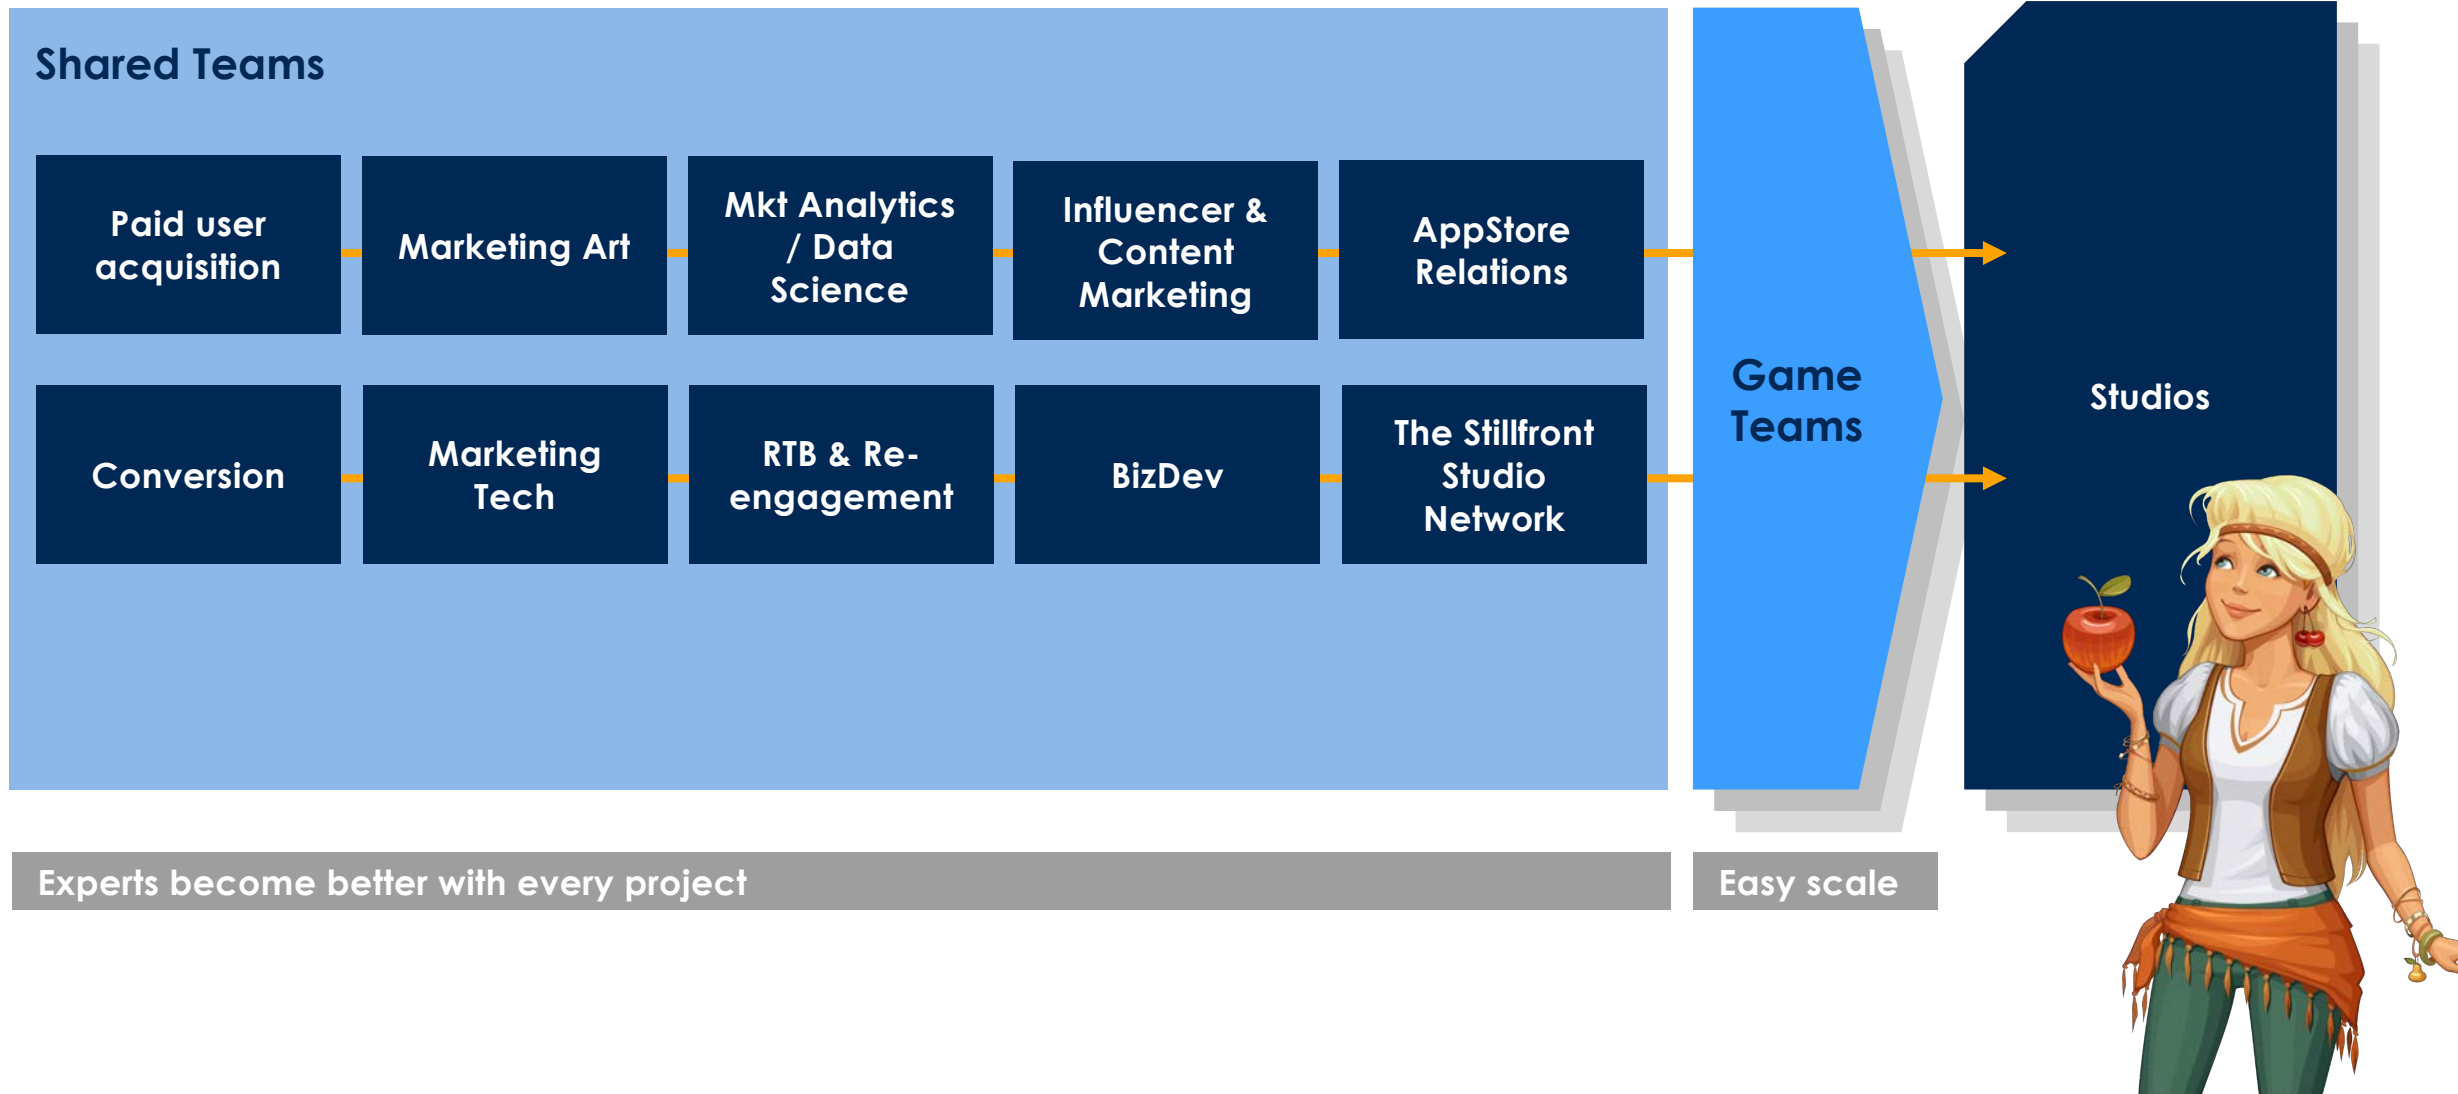 Shared Teams
Paid user
acquisition
Marketing Art
Mkt Analytics
/ Data
Science
Influencer &
Content
Marketing
AppStore
Relations
Conversion
Marketing
Tech
RTB & Re-
engagement
BizDev
The Stillfront
Studio
Network
Game
Teams
Studios
Experts become better with every project
Easy scale